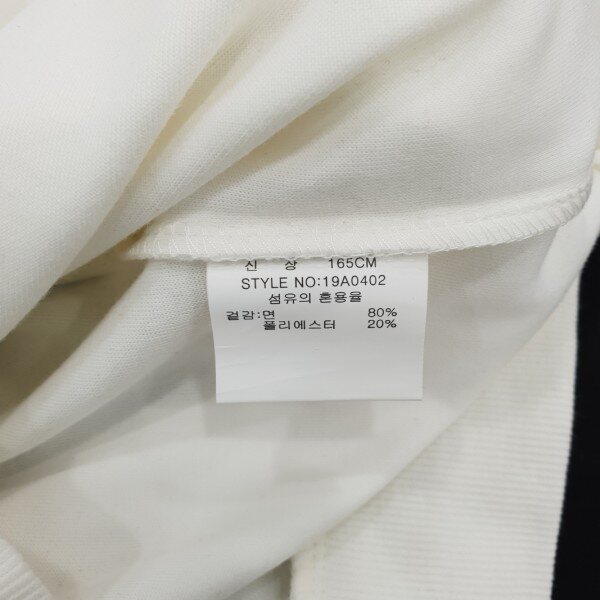 신 장 165CM
STYLE NO:19A0402
섬유의 혼용율
겉감:면 80%
폴리에스터 20%